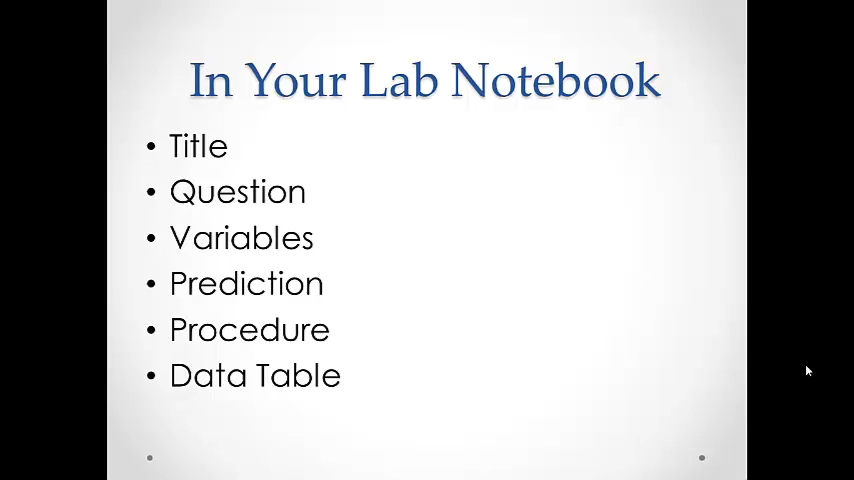 In Your Lab Notebook
• Title
• Question
• Variables
• Prediction
• Procedure
• Data Table